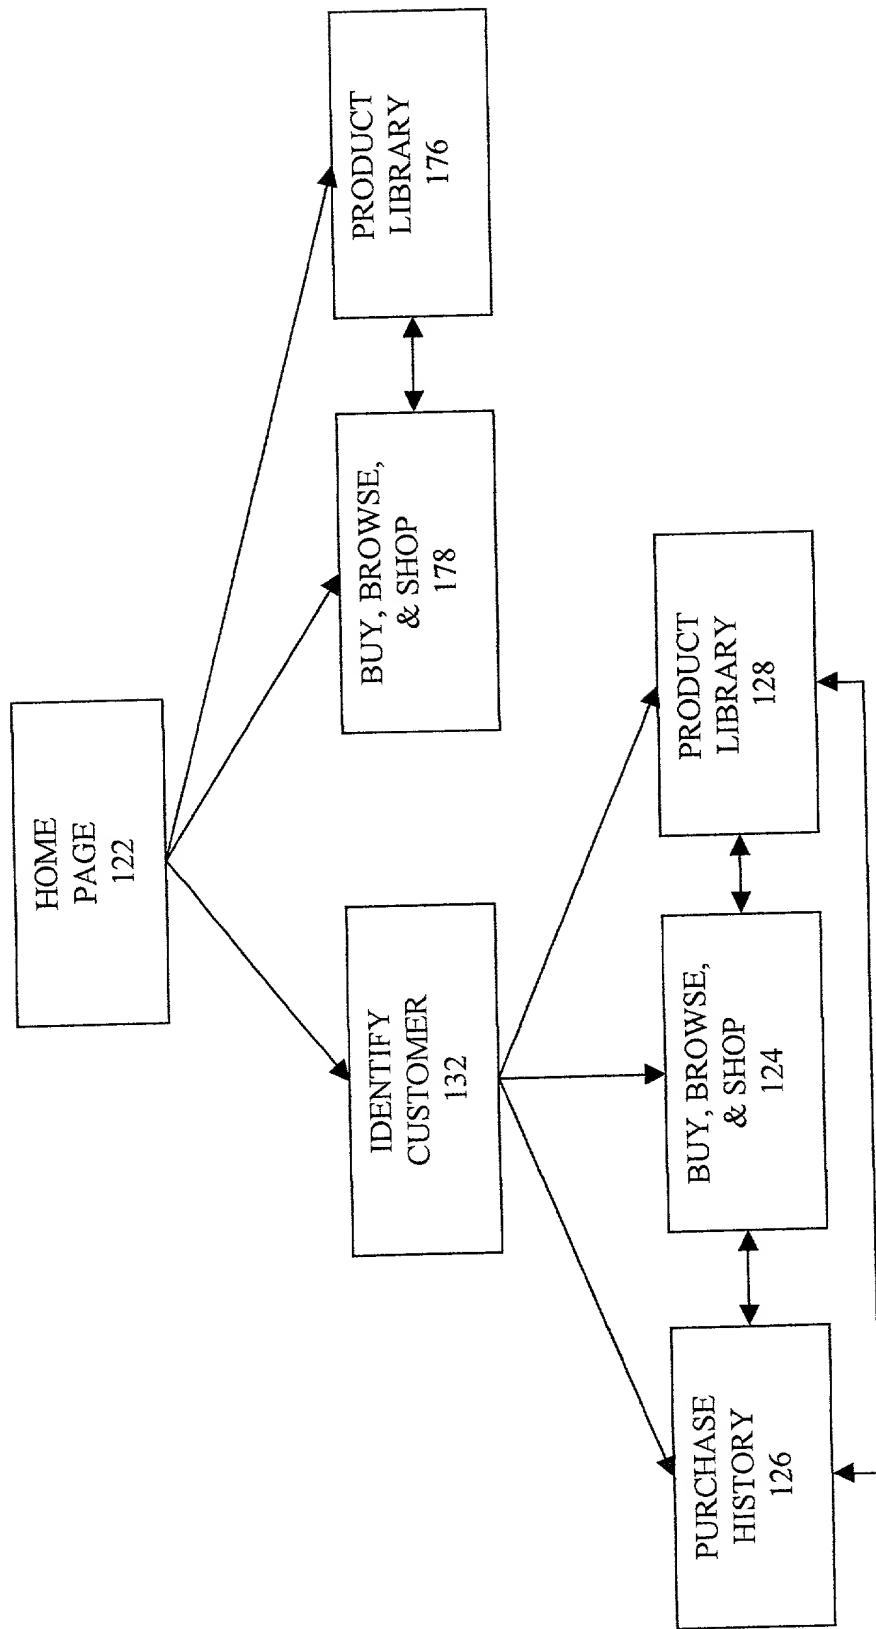 HOME
PAGE
122
IDENTIFY
CUSTOMER
132
BUY, BROWSE,
& SHOP
178
PRODUCT
LIBRARY
176
PURCHASE
HISTORY
126
BUY, BROWSE,
& SHOP
124
PRODUCT
LIBRARY
128